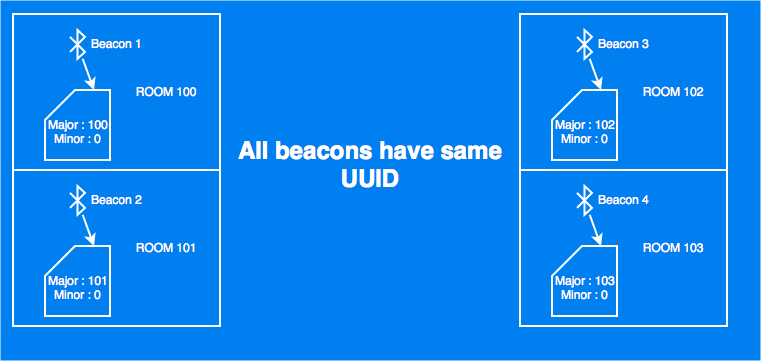 Beacon 1
ROOM 100
Major : 100
Minor : 0
Beacon 2
ROOM 101
Major : 101
Minor : 0
All beacons have same
UUID
Beacon 3
ROOM 102
Major : 102
Minor : 0
Beacon 4
ROOM 103
Major : 103
Minor : 0